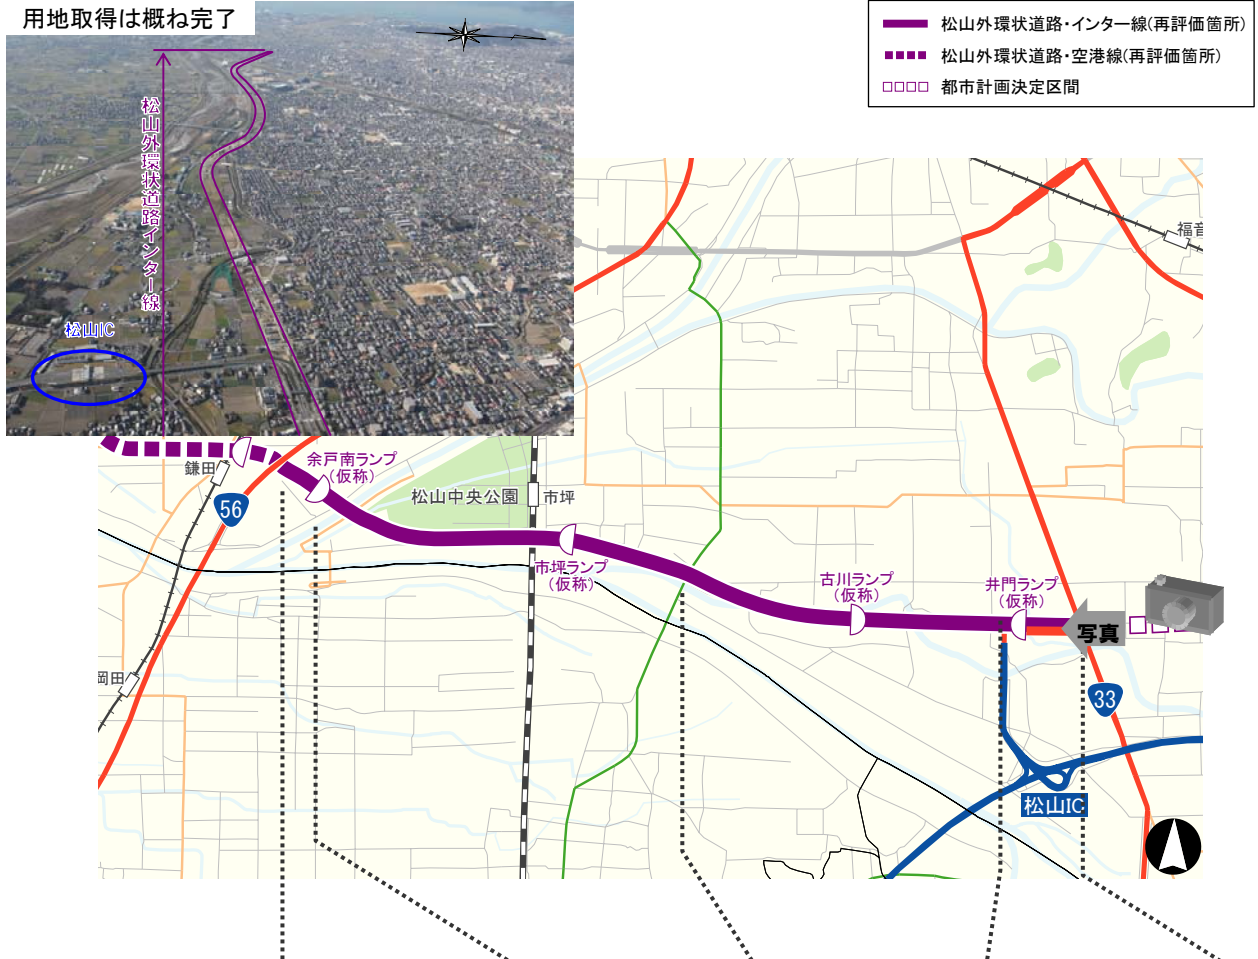 用地取得は概ね完了
松山外環状道路・インター線(再評価箇所)
松山外環状道路・空港線(再評価箇所)
都市計画決定区間
松山外環状道路インター線
松山IC
福音
鎌田
余戸南ランプ
(仮称)
56
松山中央公園
市坪
市坪ランプ
(仮称)
古川ランプ
(仮称)
井門ランプ
(仮称)
写真
岡田
33
松山IC